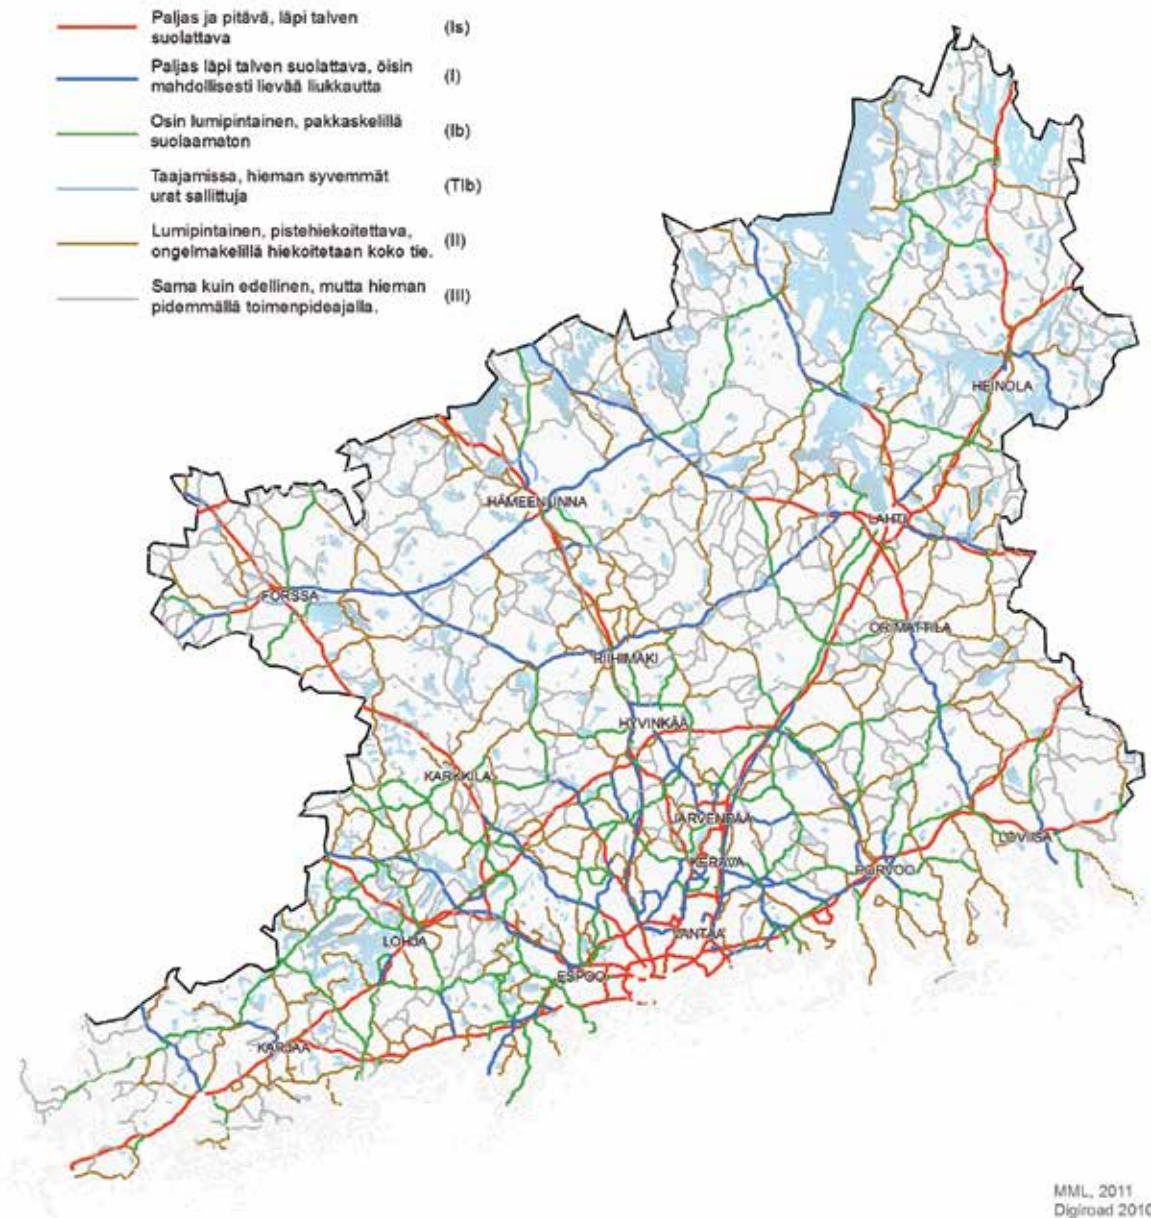 Paljas ja pitävä, läpi talven
suolattava
(Is)
Paljas läpi talven suolattava, öisin
mahdollisesti lievää liukkautta
(I)
Osin lumipintainen, pakkaskelillä
suolaamaton
(Ib)
Taajamissa, hieman syvemmät
urat sallittuja
(TIb)
Lumipintainen, pistehiekoitettava,
ongelmakelillä hiekoitetaan koko tie.
(II)
Sama kuin edellinen, mutta hieman
pidemmällä toimenpideajalla.
(III)
HEINOLA
HÄMEENLINNA
LAHTI
FORSSA
ORIMATTILA
RIIHIMÄKI
HYVINKÄÄ
KARKKILA
JÄRVENPÄÄ
LOVIISA
KERAVA
PORVOO
VANTAA
LOHJA
ESPOO
KARJAA
MML, 2011
Digiroad 2010